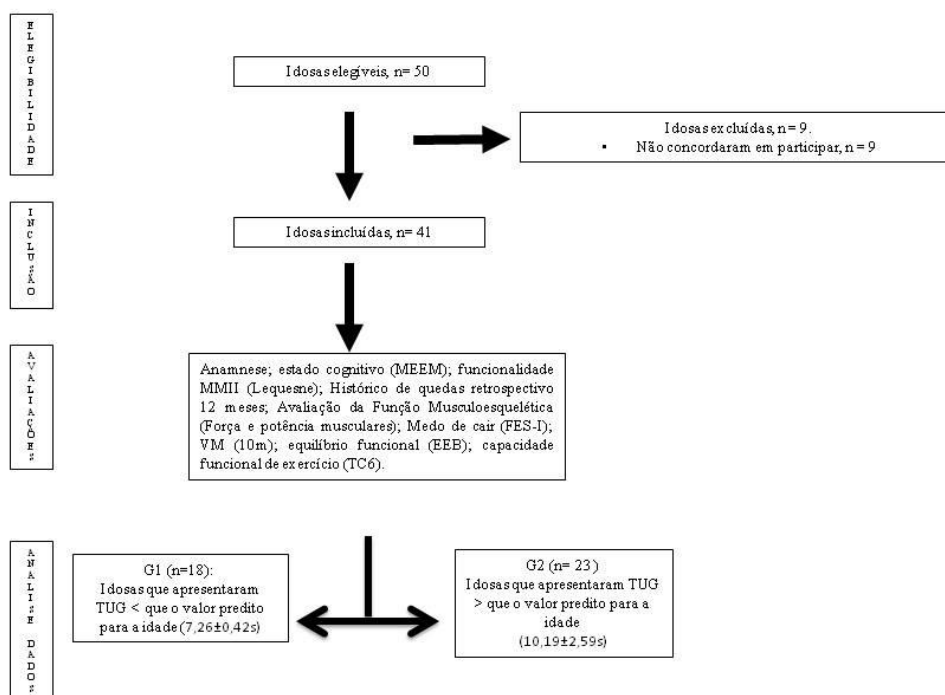 ELEGIBILIDADE
Idosas elegíveis, n= 50
Idosas excluídas, n= 9.
▪ Não concordaram em participar, n = 9
INCLUSÃO
Idosas incluídas, n= 41
AVALIAÇÕES
Anamnese; estado cognitivo (MEEM); funcionalidade
MMII (Lequesne); Histórico de quedas retrospectivo
12 meses; Avaliação da Função Musculoesquelética
(Força e potência musculares); Medo de cair (FES-I);
VM (10m); equilíbrio funcional (EEB); capacidade
funcional de exercício (TC6).
ANALISE DADOS
G1 (n=18):
Idosas que apresentaram
TUG < que o valor predito
para a idade (7,26±0,42s)
G2 (n= 23)
Idosas que apresentaram TUG
> que o valor predito para a
idade
(10,19±2,59s)